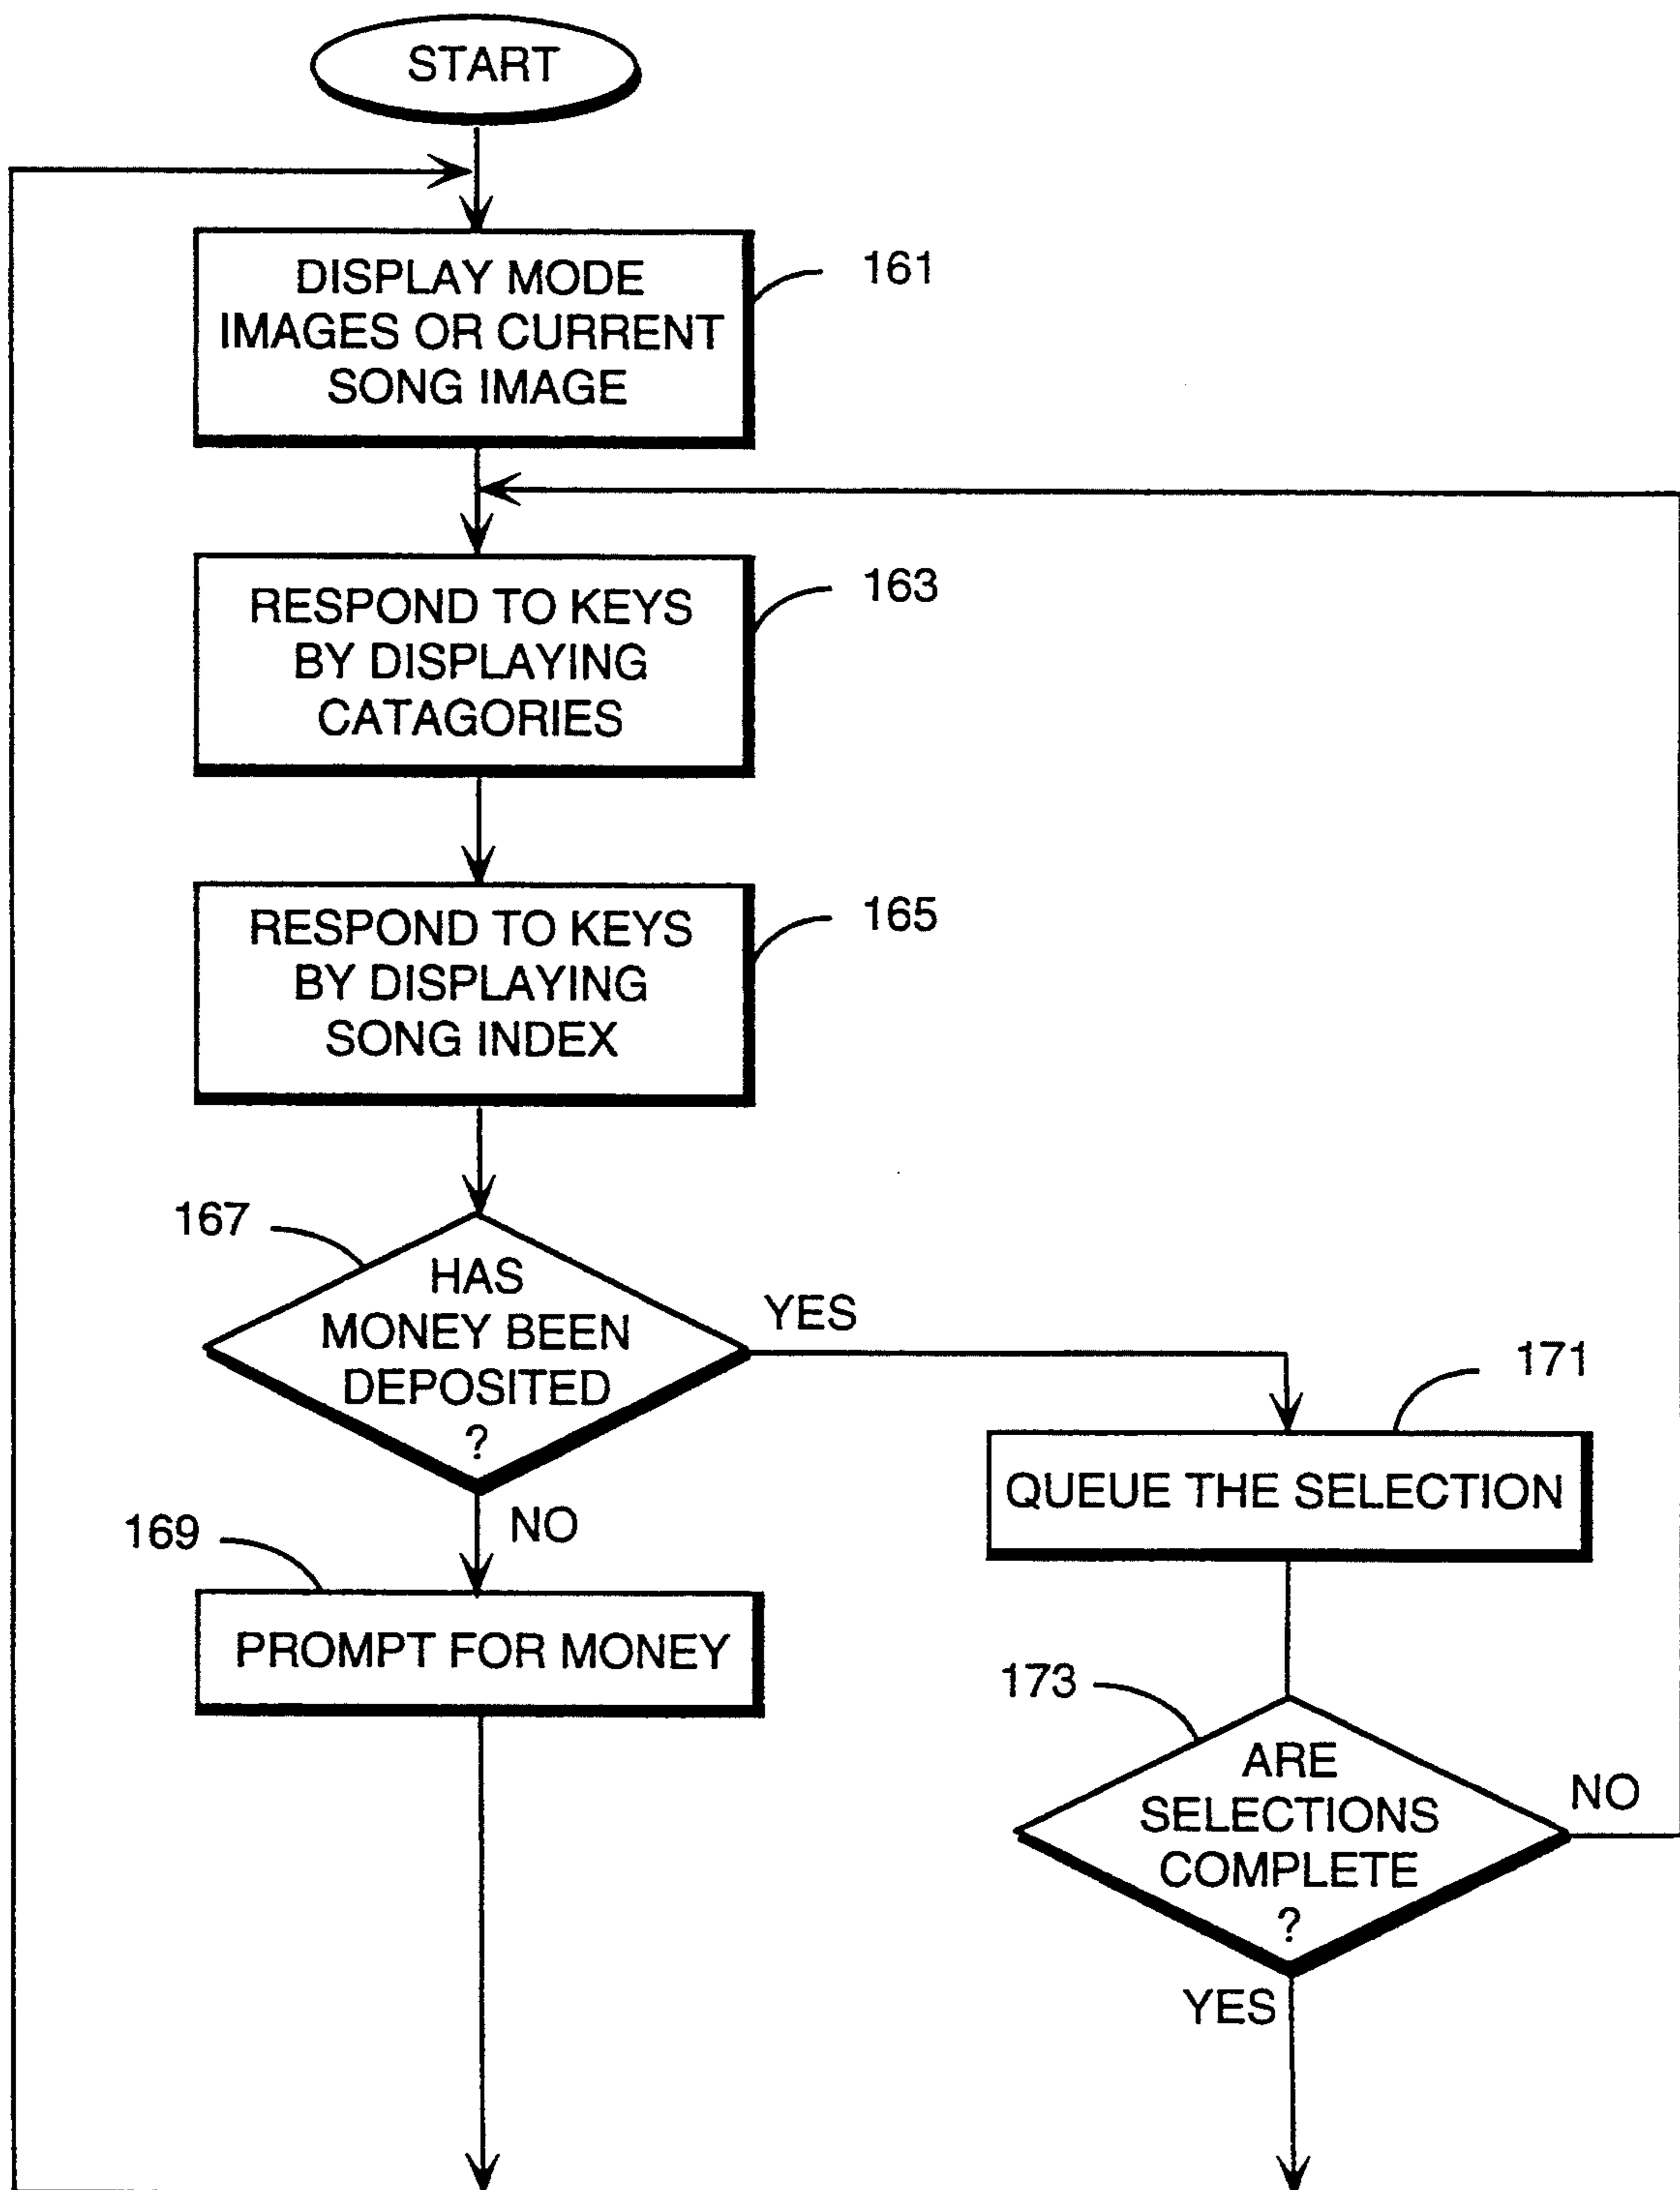 START
DISPLAY MODE
IMAGES OR CURRENT
SONG IMAGE
161
RESPOND TO KEYS
BY DISPLAYING
CATAGORIES
163
RESPOND TO KEYS
BY DISPLAYING
SONG INDEX
165
167
HAS
MONEY BEEN
DEPOSITED
?
YES
NO
171
QUEUE THE SELECTION
169
PROMPT FOR MONEY
173
ARE
SELECTIONS
COMPLETE
?
NO
YES